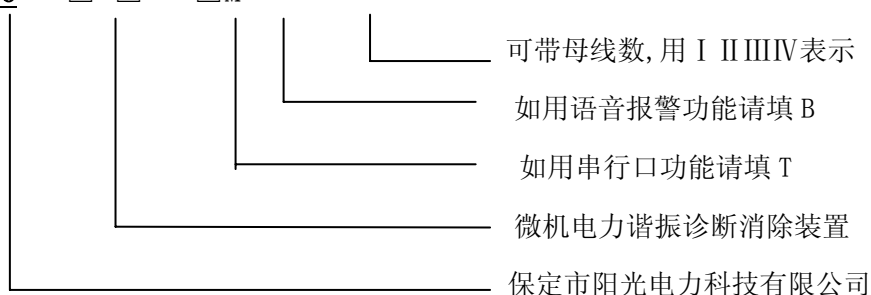 可带母线数,用ⅠⅡⅢⅣ表示
如用语音报警功能请填 B
如用串行口功能请填 T
微机电力谐振诊断消除装置
保定市阳光电力科技有限公司